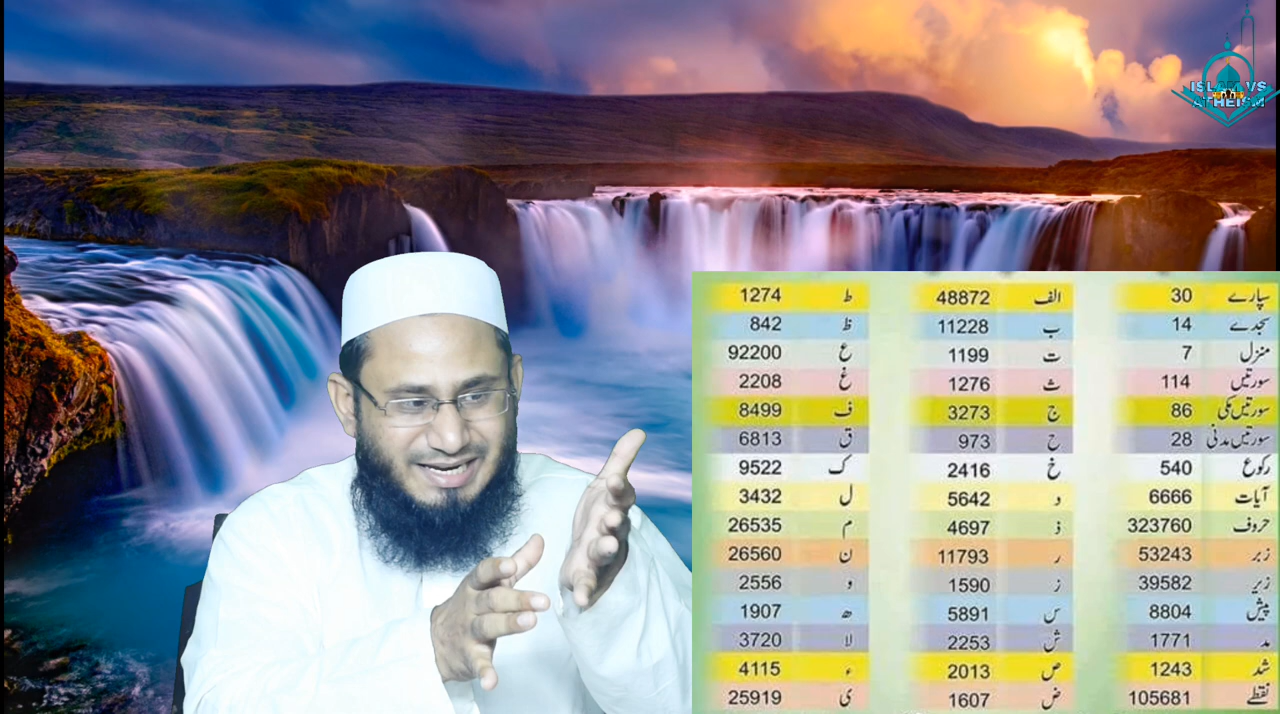 ISLAM VS
ATHEISM
سپارے 30
سجدے 14
منزل 7
سورتیں 114
سورتیں مکی 86
سورتیں مدنی 28
رکوع 540
آیات 6666
حروف 323760
زبر 53243
زیر 39582
پیش 8804
مد 1771
شد 1243
نقطے 105681
الف 48872
ب 11228
ت 1199
ث 1276
ج 3273
ح 973
خ 2416
د 5642
ذ 4697
ر 11793
ز 1590
س 5891
ش 2253
ص 2013
ض 1607
ط 1274
ظ 842
ع 92200
غ 2208
ف 8499
ق 6813
ک 9522
ل 3432
م 26535
ن 26560
و 2556
ھ 1907
لا 3720
ء 4115
ی 25919